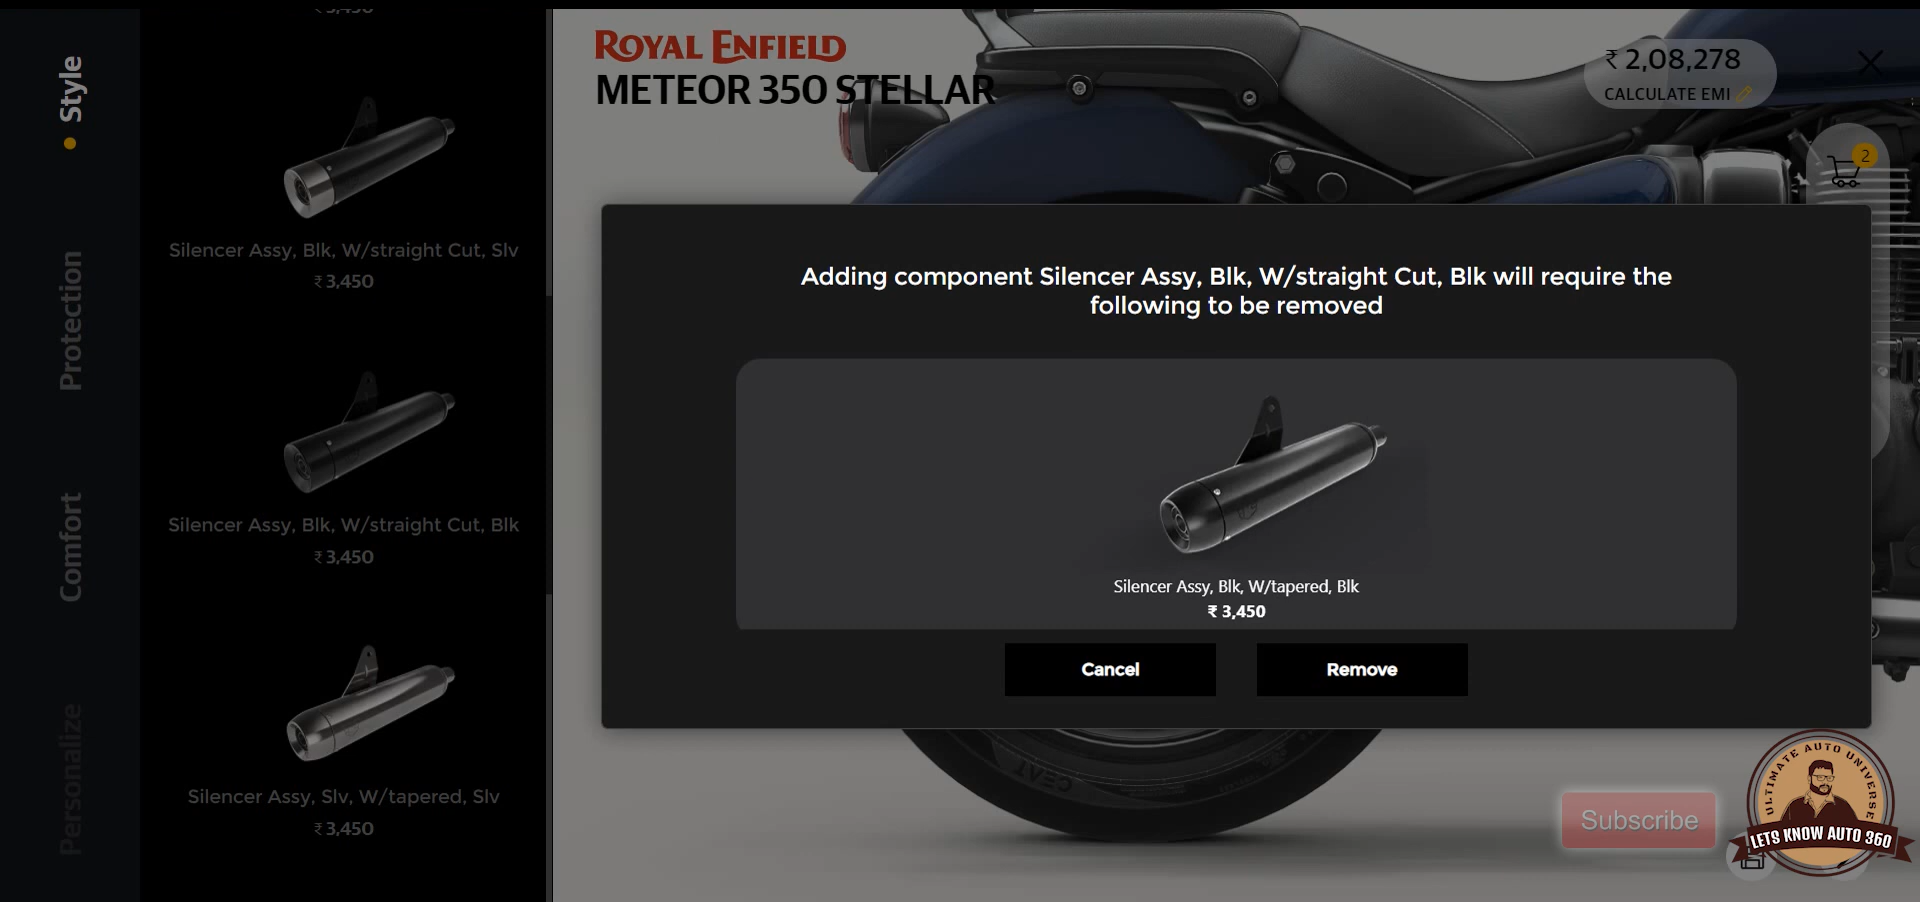 Style
Protection
Comfort
Personalize
₹ 3,450
Silencer Assy, Blk, W/straight Cut, Slv
₹ 3,450
Silencer Assy, Blk, W/straight Cut, Blk
₹ 3,450
Silencer Assy, Slv, W/tapered, Slv
₹ 3,450
ROYAL ENFIELD
METEOR 350 STELLAR
₹ 2,08,278
CALCULATE EMI
2
Adding component Silencer Assy, Blk, W/straight Cut, Blk will require the
following to be removed
Silencer Assy, Blk, W/tapered, Blk
₹ 3,450
Cancel
Remove
CEAT
Subscribe
ULTIMATE AUTO UNIVERSE
LETS KNOW AUTO 360